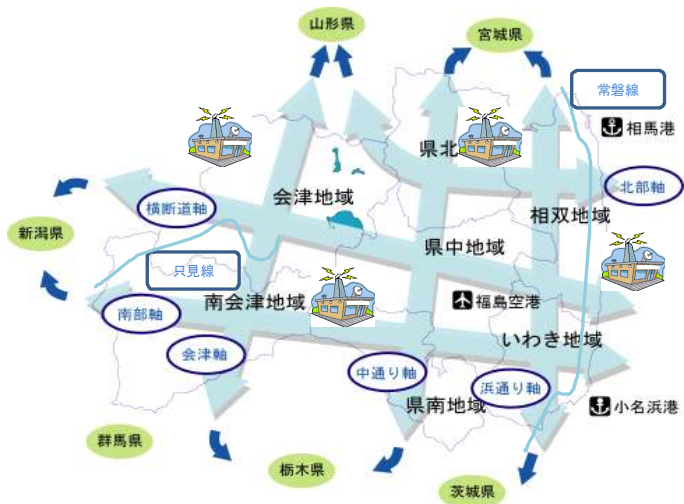 山形県
宮城県
常磐線
相馬港
県北
北部軸
会津地域
横断道軸
相双地域
新潟県
県中地域
只見線
南会津地域
福島空港
南部軸
いわき地域
会津軸
中通り軸
浜通り軸
県南地域
小名浜港
群馬県
栃木県
茨城県